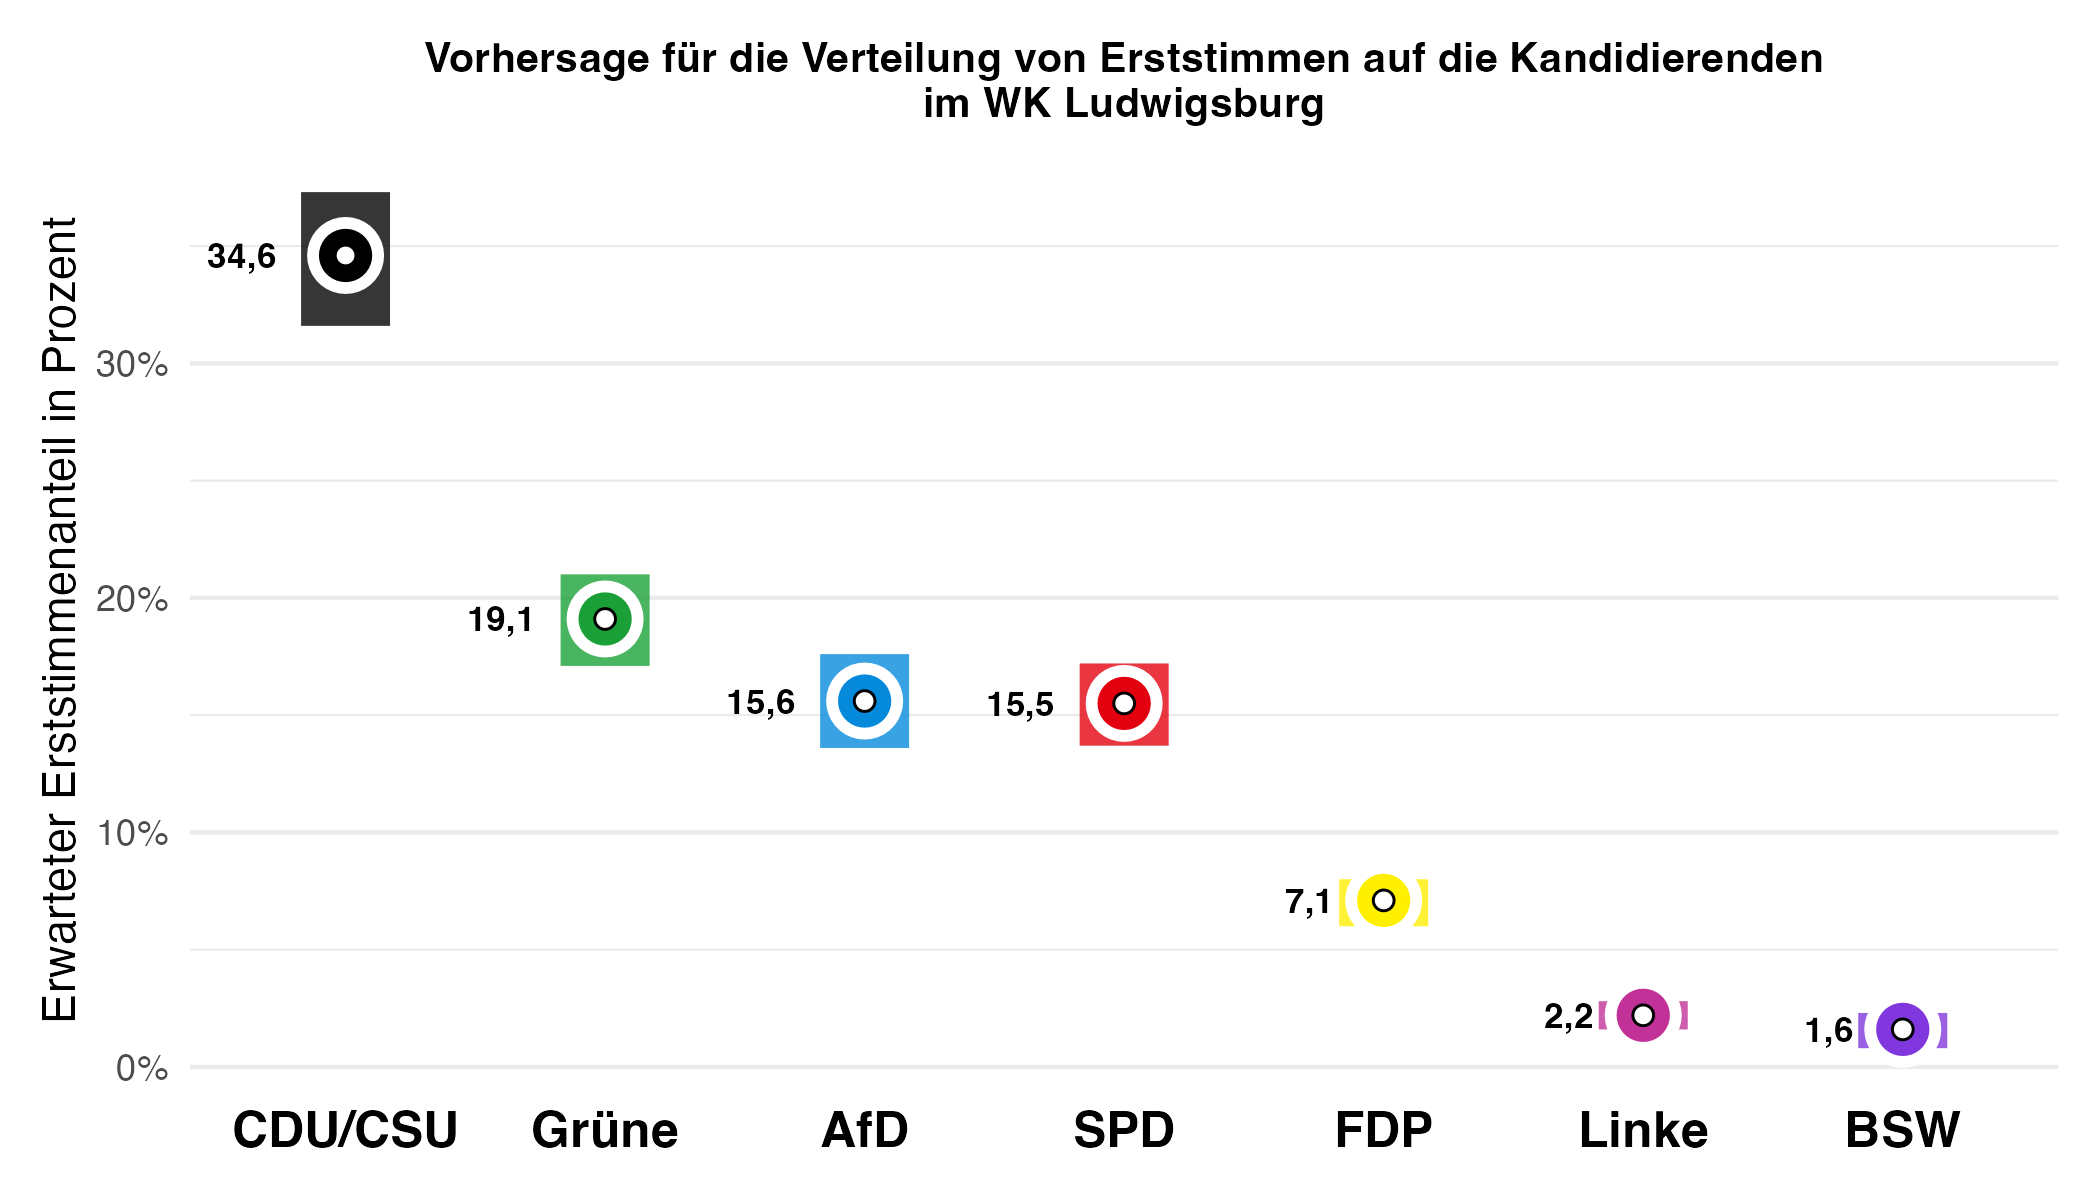 Vorhersage für die Verteilung von Erststimmen auf die Kandidierenden
im WK Ludwigsburg
Erwarteter Erststimmenanteil in Prozent
34,6
30%
20%
19,1
15,6
15,5
10%
7,1
2,2
1,6
0%
CDU/CSU Grüne AfD SPD FDP Linke BSW